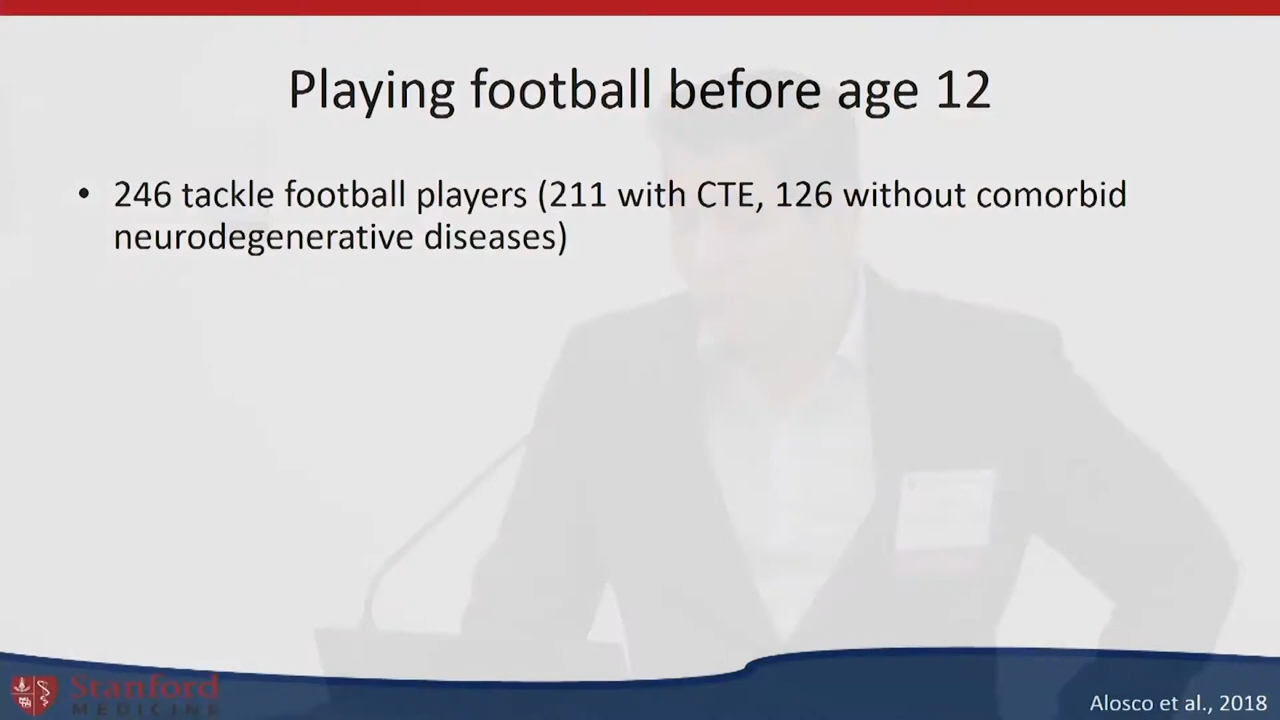 Playing football before age 12
• 246 tackle football players (211 with CTE, 126 without comorbid
neurodegenerative diseases)
Stanford
MEDICINE
Alosco et al., 2018